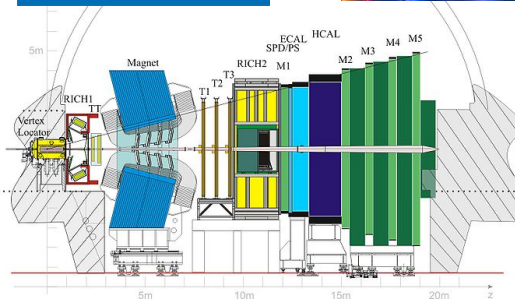 5m
Magnet
SPD/PS
ECAL
HCAL
M1
M2
M3
M4
M5
RICH2
T1
T2
T3
RICH1
TT
Vertex
Locator
5m
10m
15m
20m
z